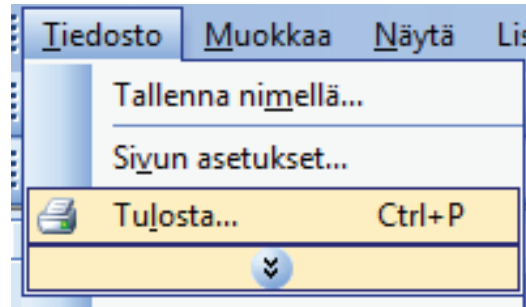 Tiedosto Muokkaa Näytä
Tallenna nimellä...
Sivun asetukset...
Tulosta... Ctrl+P